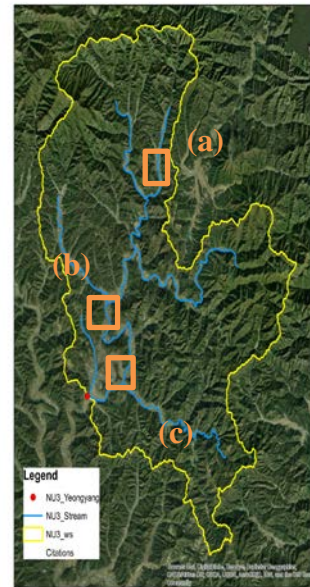 (a)
(b)
(c)
Legend
NU3_Yeongyang
NU3_Stream
NU3_ws
Citations